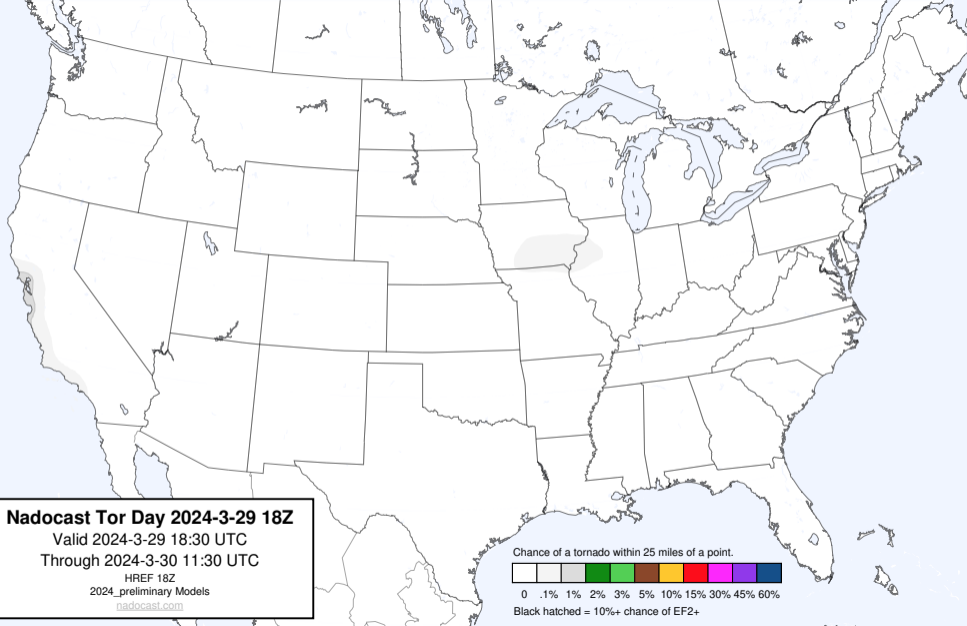 Nadocast Tor Day 2024-3-29 18Z
Valid 2024-3-29 18:30 UTC
Through 2024-3-30 11:30 UTC
HREF 18Z
2024_preliminary Models
nadocast.com
Chance of a tornado within 25 miles of a point.
0 .1% 1% 2% 3% 5% 10% 15% 30% 45% 60%
Black hatched = 10%+ chance of EF2+